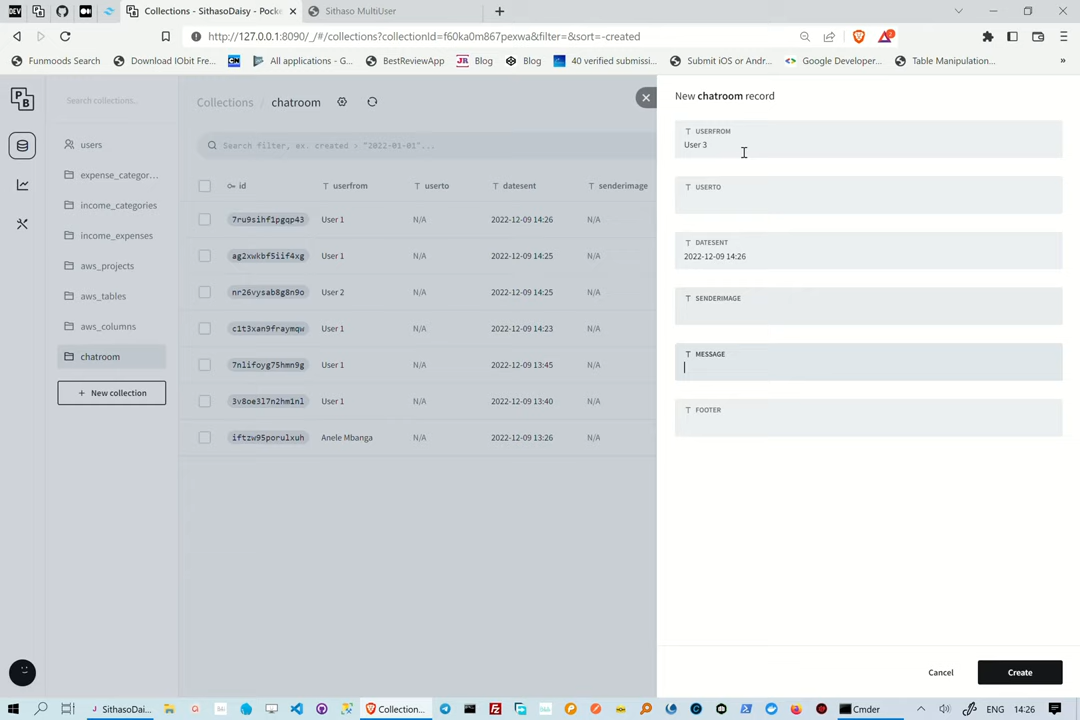 DEV
Collections - SithasoDaisy - Pocke
Sithaso MultiUser
http://127.0.0.1:8090/_/#/collections?collectionId=f60ka0m867pexwa&filter=&sort=-created
2
Funmoods Search
Download IObit Fre...
All applications - G...
BestReviewApp
JR Blog
Blog
40 verified submissi...
Submit iOS or Andr...
Google Developer...
Table Manipulation...
»
PB
Search collections...
users
expense_categor...
income_categories
income_expenses
aws_projects
aws_tables
aws_columns
chatroom
+ New collection
Collections / chatroom
Search filter, ex. created > "2022-01-01"...
id T userfrom T userto T datesent T senderimage
7ru9sihf1pgqp43 User 1 N/A 2022-12-09 14:26 N/A
ag2xwkbf5iif4xg User 1 N/A 2022-12-09 14:25 N/A
nr26vysab8g8n9o User 2 N/A 2022-12-09 14:25 N/A
c1t3xan9fraymqw User 1 N/A 2022-12-09 14:23 N/A
7nlifoyg75hmn9g User 1 N/A 2022-12-09 13:45 N/A
3v8oe3l7n2hm1nl User 1 N/A 2022-12-09 13:40 N/A
iftzw95porulxuh Anele Mbanga N/A 2022-12-09 13:26 N/A
New chatroom record
T USERFROM
User 3
T USERTO
T DATESENT
2022-12-09 14:26
T SENDERIMAGE
T MESSAGE
T FOOTER
Cancel
Create
SithasoDai...
Collection...
Cmder
ENG
14:26